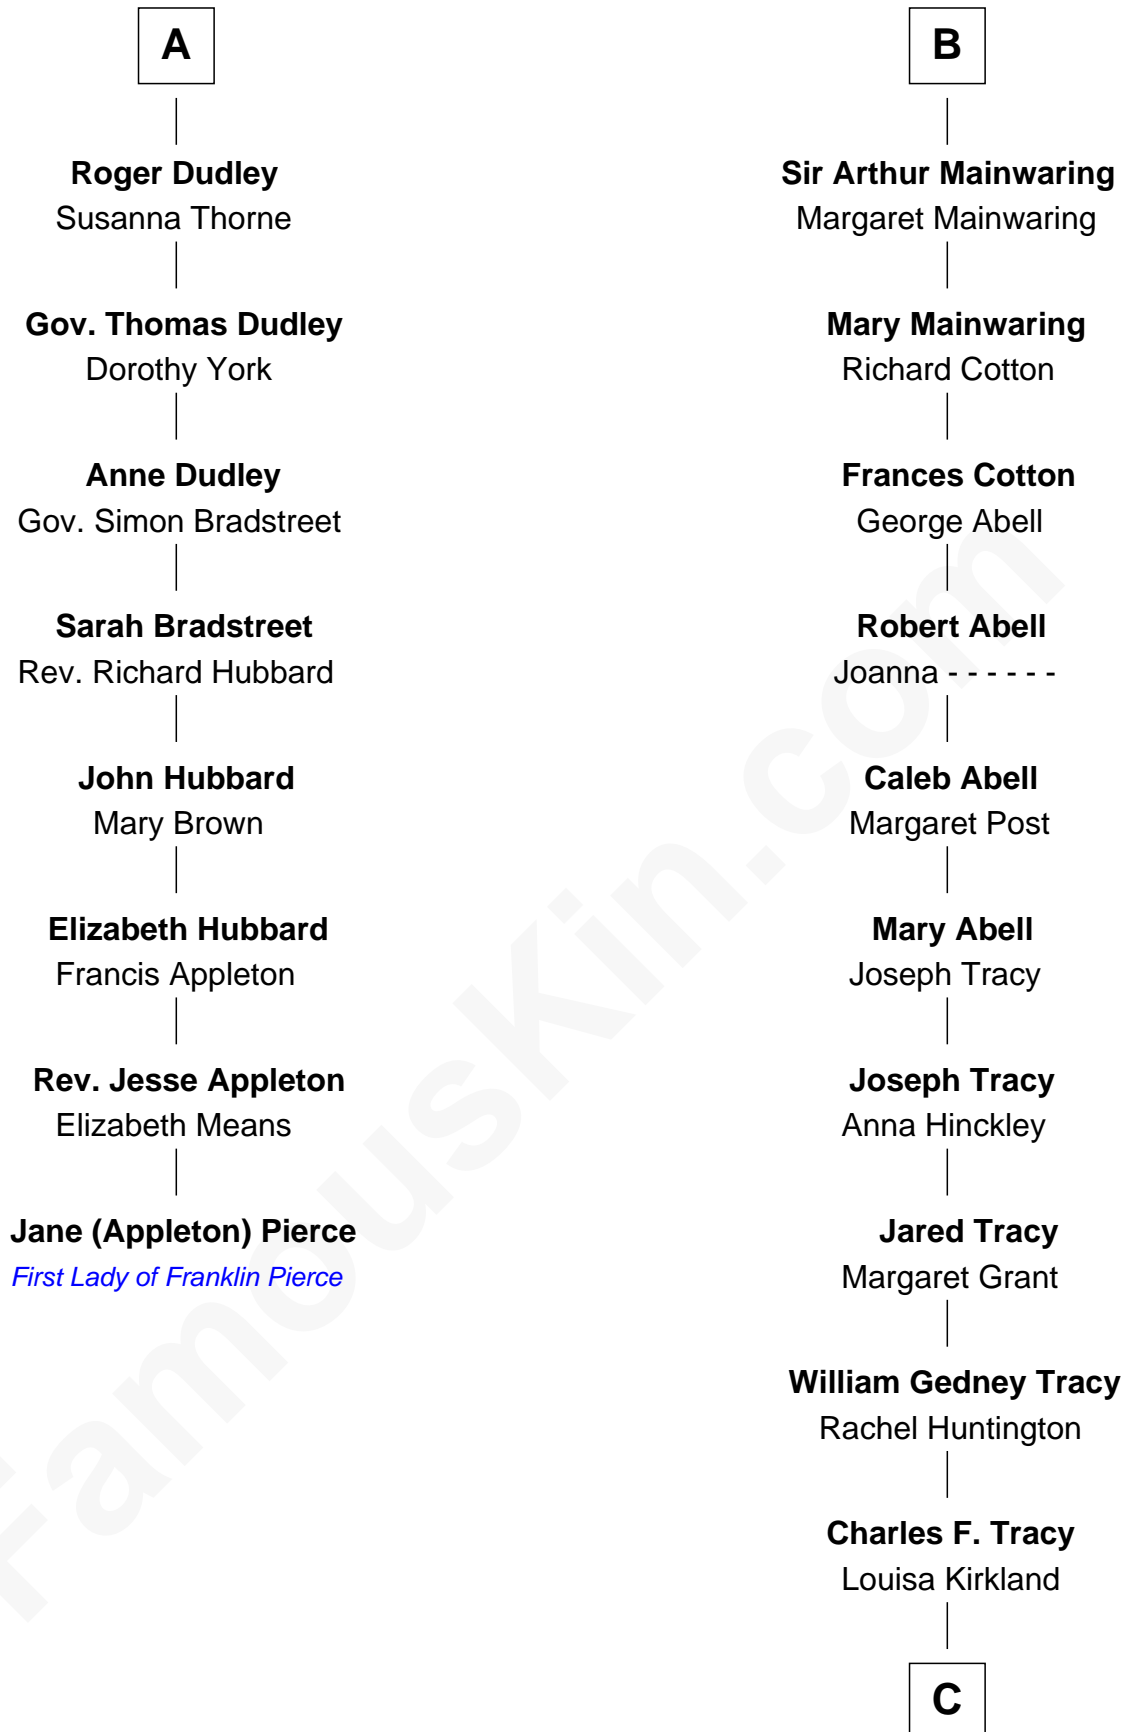 A
Roger Dudley
Susanna Thorne
Gov. Thomas Dudley
Dorothy York
Anne Dudley
Gov. Simon Bradstreet
Sarah Bradstreet
Rev. Richard Hubbard
John Hubbard
Mary Brown
Elizabeth Hubbard
Francis Appleton
Rev. Jesse Appleton
Elizabeth Means
Jane (Appleton) Pierce
First Lady of Franklin Pierce
B
Sir Arthur Mainwaring
Margaret Mainwaring
Mary Mainwaring
Richard Cotton
Frances Cotton
George Abell
Robert Abell
Joanna - - - - - -
Caleb Abell
Margaret Post
Mary Abell
Joseph Tracy
Joseph Tracy
Anna Hinckley
Jared Tracy
Margaret Grant
William Gedney Tracy
Rachel Huntington
Charles F. Tracy
Louisa Kirkland
C
FamousKin.com